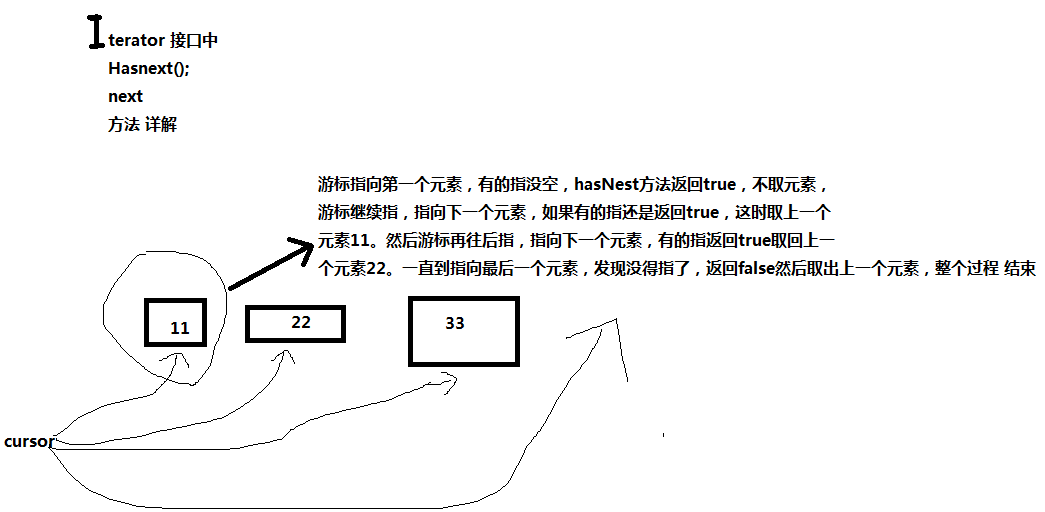 Iterator 接口中
Hasnext();
next
方法 详解
游标指向第一个元素，有的指没空，hasNest方法返回true，不取元素，
游标继续指，指向下一个元素，如果有的指还是返回true，这时取上一个
元素11。然后游标再往后指，指向下一个元素，有的指返回true取回上一
个元素22。一直到指向最后一个元素，发现没得指了，返回false然后取出上一个元素，整个过程 结束
11
22
33
cursor